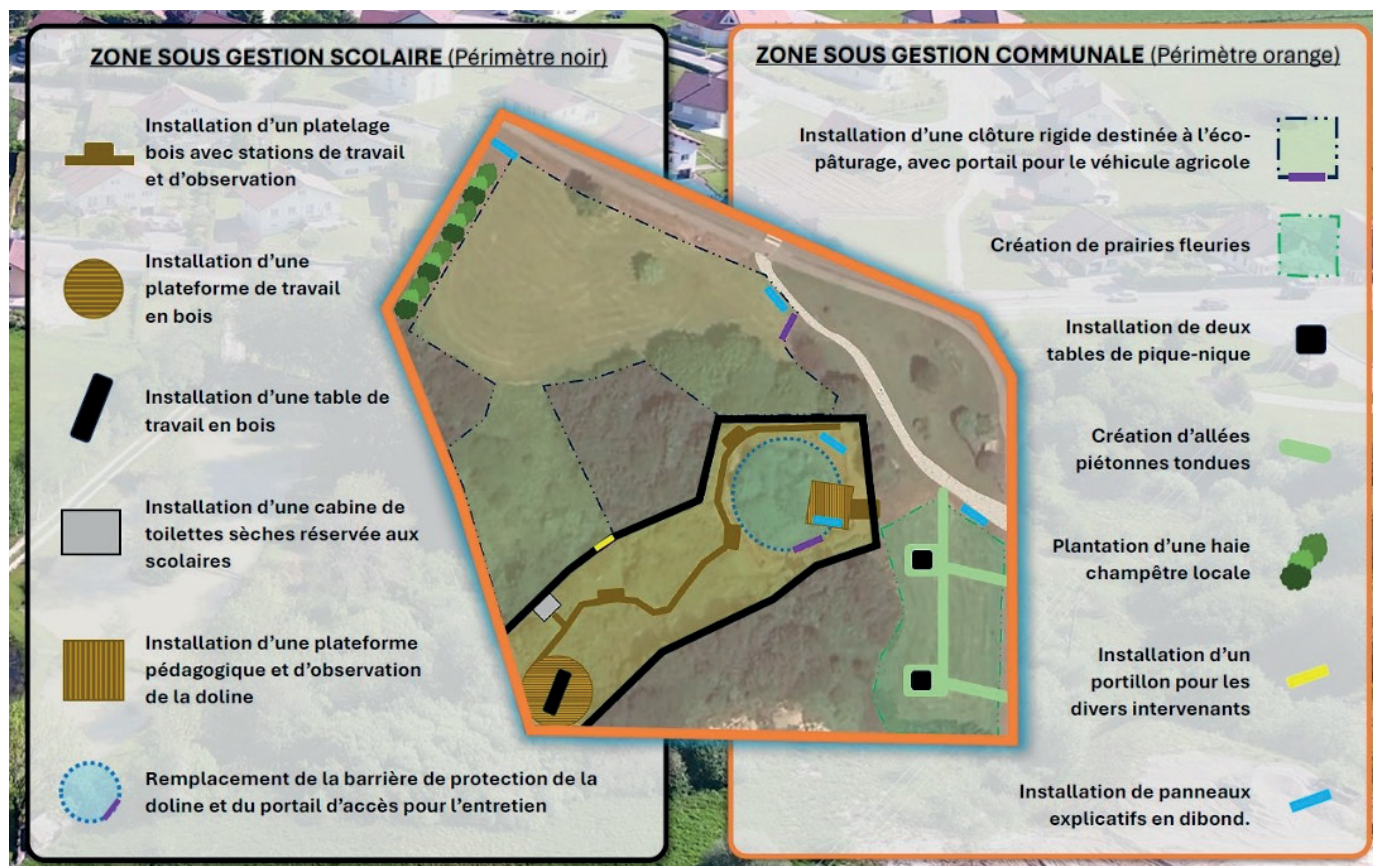 ZONE SOUS GESTION SCOLAIRE (Périmètre noir)
Installation d'un platelage
bois avec stations de travail
et d'observation
Installation d'une
plateforme de travail
en bois
Installation d'une table de
travail en bois
Installation d'une cabine de
toilettes sèches réservée aux
scolaires
Installation d'une plateforme
pédagogique et d'observation
de la doline
Remplacement de la barrière de protection de la
doline et du portail d'accès pour l'entretien
ZONE SOUS GESTION COMMUNALE (Périmètre orange)
Installation d'une clôture rigide destinée à l'éco-
pâturage, avec portail pour le véhicule agricole
Création de prairies fleuries
Installation de deux
tables de pique-nique
Création d'allées
piétonnes tondues
Plantation d'une haie
champêtre locale
Installation d'un
portillon pour les
divers intervenants
Installation de panneaux
explicatifs en dibond.